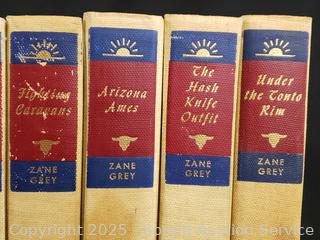 Fighting
Caravans
ZANE
GREY
Arizona
Ames
ZANE
GREY
The
Hash
Knife
Outfit
ZANE
GREY
Under
the Tonto
Rim
ZANE
GREY
Copyright 2025 - Auction Service